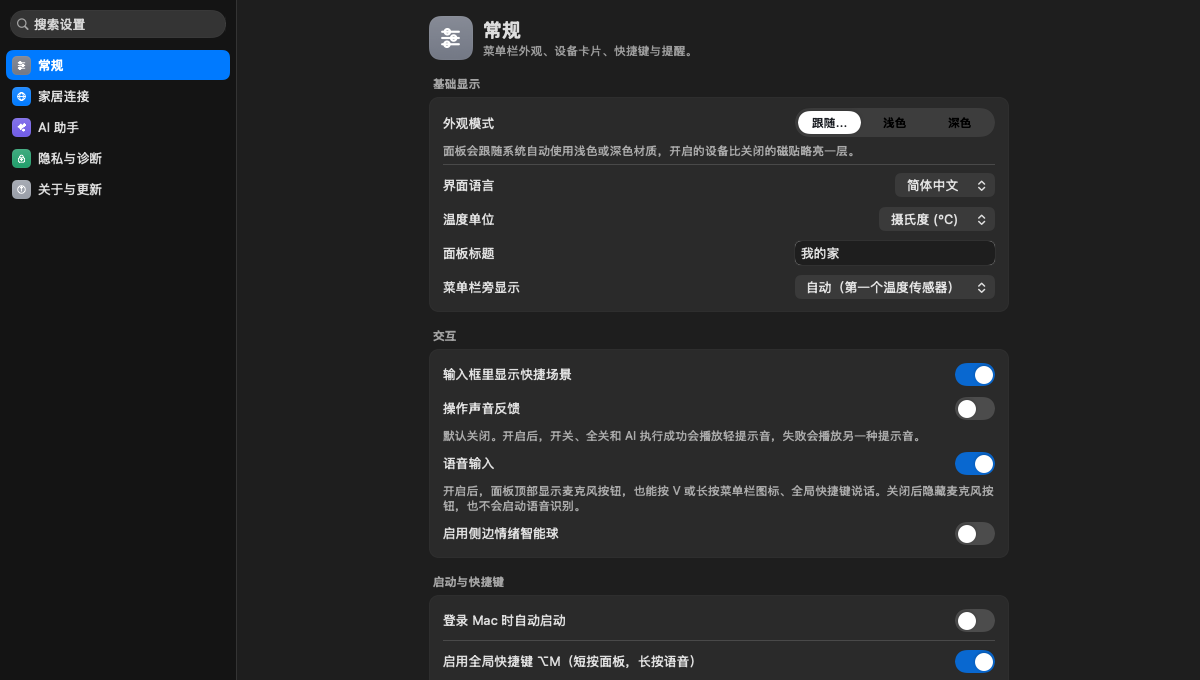 搜索设置
常规
家居连接
AI 助手
隐私与诊断
关于与更新
常规
菜单栏外观、设备卡片、快捷键与提醒。
基础显示
外观模式
跟随...
浅色
深色
面板会跟随系统自动使用浅色或深色材质，开启的设备比关闭的磁贴略亮一层。
界面语言
简体中文
温度单位
摄氏度 (°C)
面板标题
我的家
菜单栏旁显示
自动（第一个温度传感器）
交互
输入框里显示快捷场景
操作声音反馈
默认关闭。开启后，开关、全关和 AI 执行成功会播放轻提示音，失败会播放另一种提示音。
语音输入
开启后，面板顶部显示麦克风按钮，也能按 V 或长按菜单栏图标、全局快捷键说话。关闭后隐藏麦克风按
钮，也不会启动语音识别。
启用侧边情绪智能球
启动与快捷键
登录 Mac 时自动启动
启用全局快捷键 ⌥M（短按面板，长按语音）